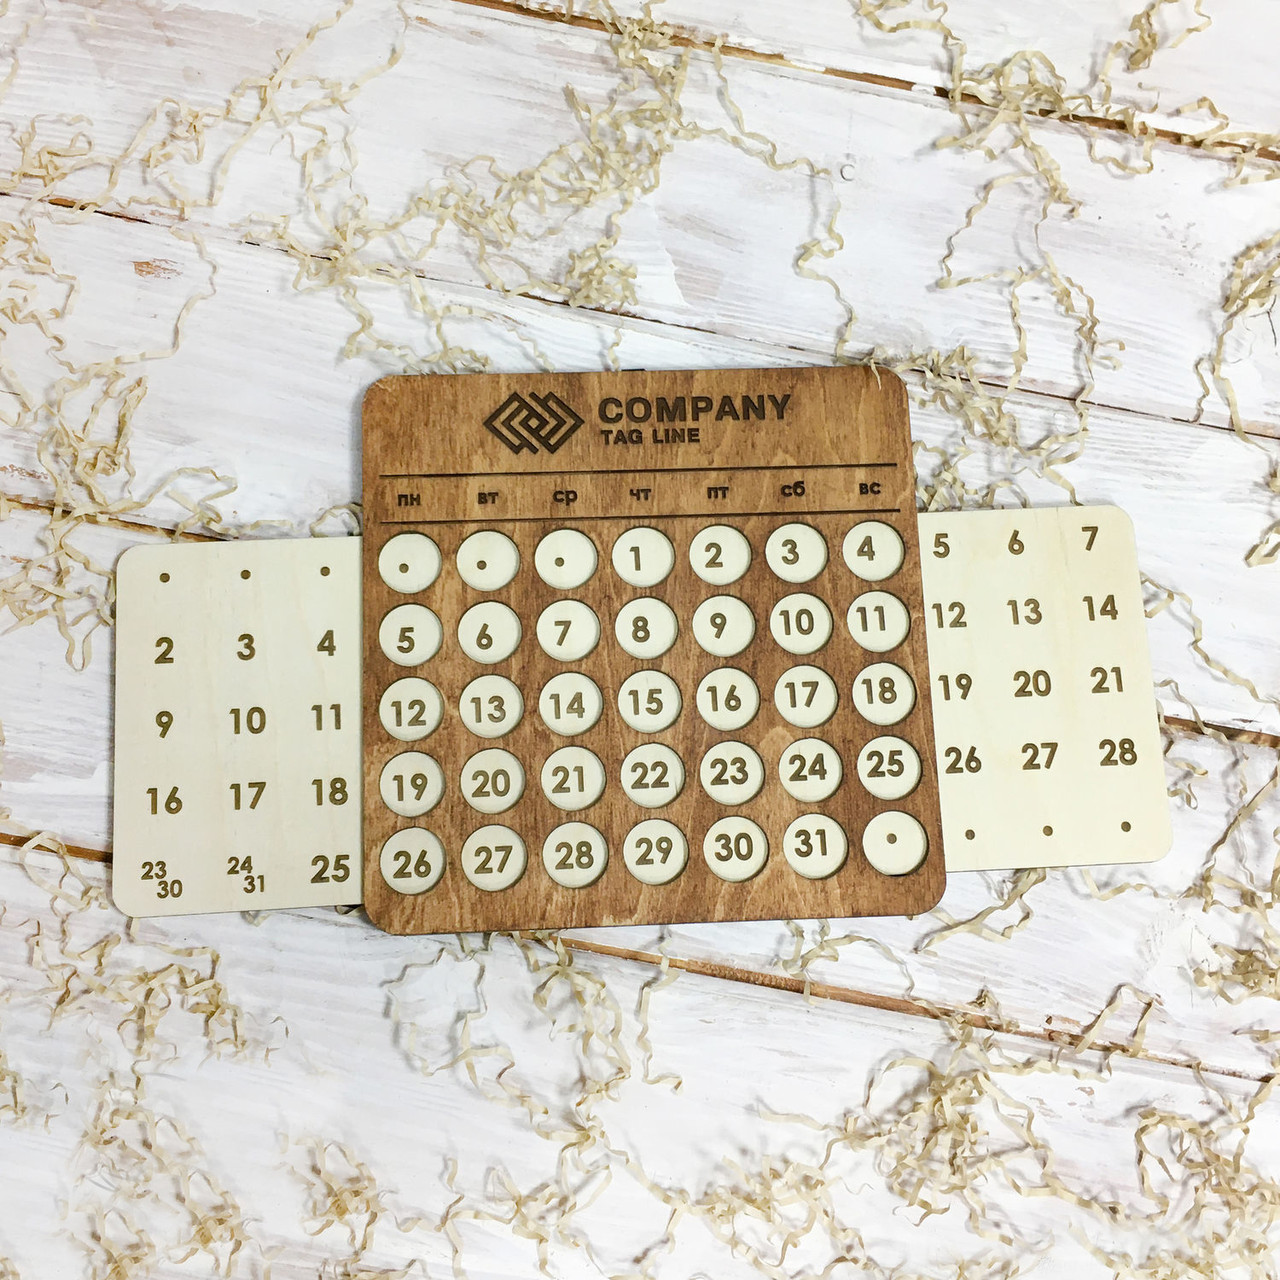 COMPANY
TAG LINE
пн вт ср чт пт сб вс
• • • • • • 1 2 3 4 5 6 7
2 3 4 5 6 7 8 9 10 11 12 13 14
9 10 11 12 13 14 15 16 17 18 19 20 21
16 17 18 19 20 21 22 23 24 25 26 27 28
23 30 24 31 25 26 27 28 29 30 31 • • • •